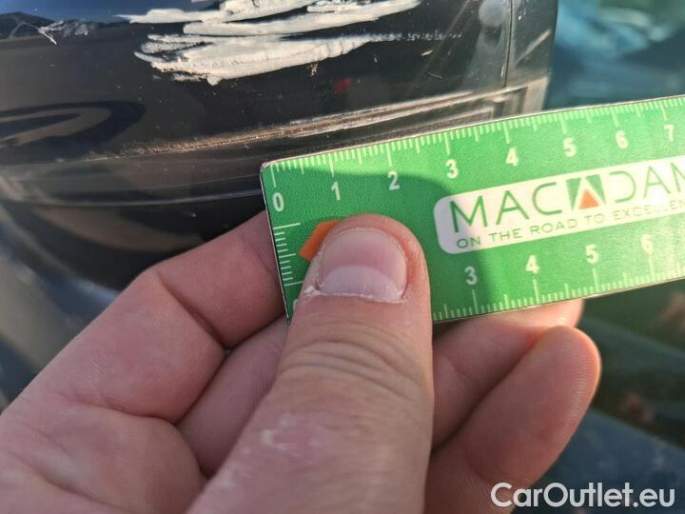 0 1 2 3 4 5 6 7
MACADAM
ON THE ROAD TO EXCELLEN
3 4 5 6
CarOutlet.eu